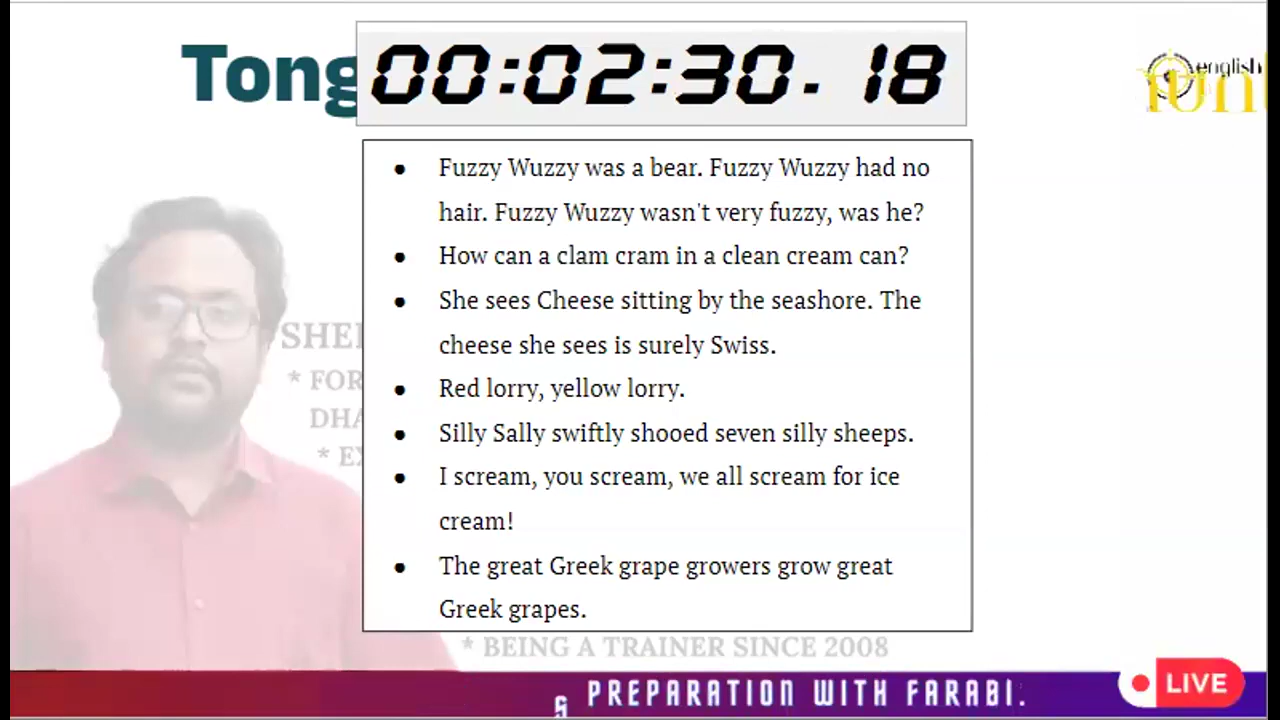 Tong
00:02:30.18
english
• Fuzzy Wuzzy was a bear. Fuzzy Wuzzy had no
hair. Fuzzy Wuzzy wasn't very fuzzy, was he?
• How can a clam cram in a clean cream can?
• She sees Cheese sitting by the seashore. The
cheese she sees is surely Swiss.
• Red lorry, yellow lorry.
• Silly Sally swiftly shooed seven silly sheeps.
• I scream, you scream, we all scream for ice
cream!
• The great Greek grape growers grow great
Greek grapes.
* FOR
DHA
* EX
* BEING A TRAINER SINCE 2008
PREPARATION WITH FARABI.
LIVE